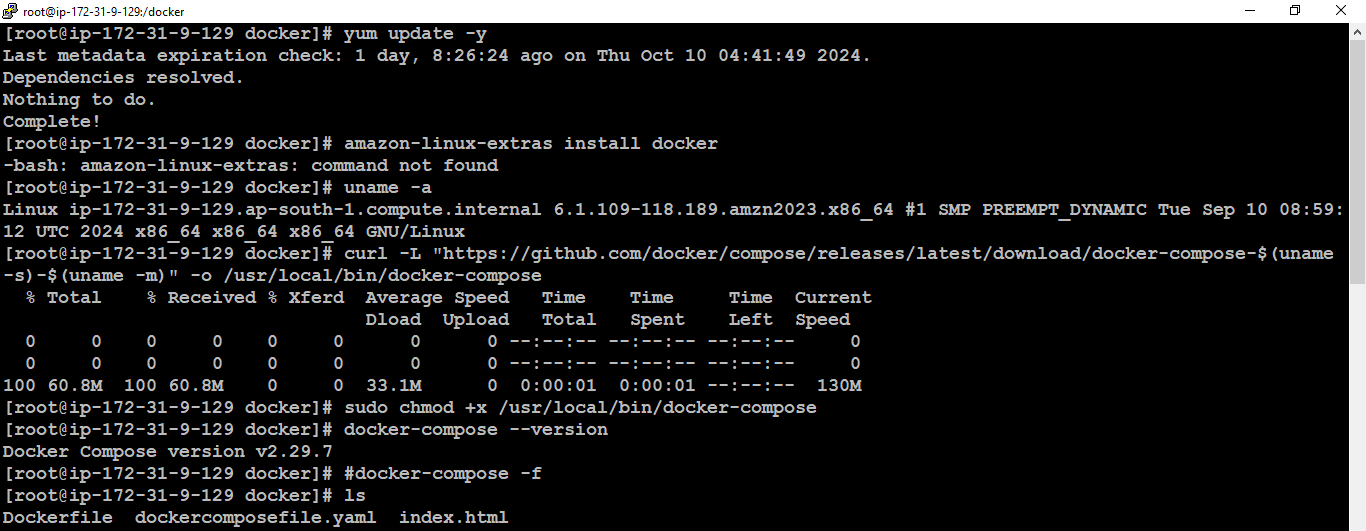 root@ip-172-31-9-129:/docker
[root@ip-172-31-9-129 docker]# yum update -y
Last metadata expiration check: 1 day, 8:26:24 ago on Thu Oct 10 04:41:49 2024.
Dependencies resolved.
Nothing to do.
Complete!
[root@ip-172-31-9-129 docker]# amazon-linux-extras install docker
-bash: amazon-linux-extras: command not found
[root@ip-172-31-9-129 docker]# uname -a
Linux ip-172-31-9-129.ap-south-1.compute.internal 6.1.109-118.189.amzn2023.x86_64 #1 SMP PREEMPT_DYNAMIC Tue Sep 10 08:59:
12 UTC 2024 x86_64 x86_64 x86_64 GNU/Linux
[root@ip-172-31-9-129 docker]# curl -L "https://github.com/docker/compose/releases/latest/download/docker-compose-$(uname
-s)-$(uname -m)" -o /usr/local/bin/docker-compose
  % Total    % Received % Xferd  Average Speed   Time    Time     Time  Current
                                 Dload  Upload   Total   Spent    Left  Speed
  0     0    0     0    0     0      0      0 --:--:-- --:--:-- --:--:--     0
  0     0    0     0    0     0      0      0 --:--:-- --:--:-- --:--:--     0
100 60.8M  100 60.8M    0     0  33.1M      0  0:00:01  0:00:01 --:--:--  130M
[root@ip-172-31-9-129 docker]# sudo chmod +x /usr/local/bin/docker-compose
[root@ip-172-31-9-129 docker]# docker-compose --version
Docker Compose version v2.29.7
[root@ip-172-31-9-129 docker]# #docker-compose -f
[root@ip-172-31-9-129 docker]# ls
Dockerfile  dockercomposefile.yaml  index.html